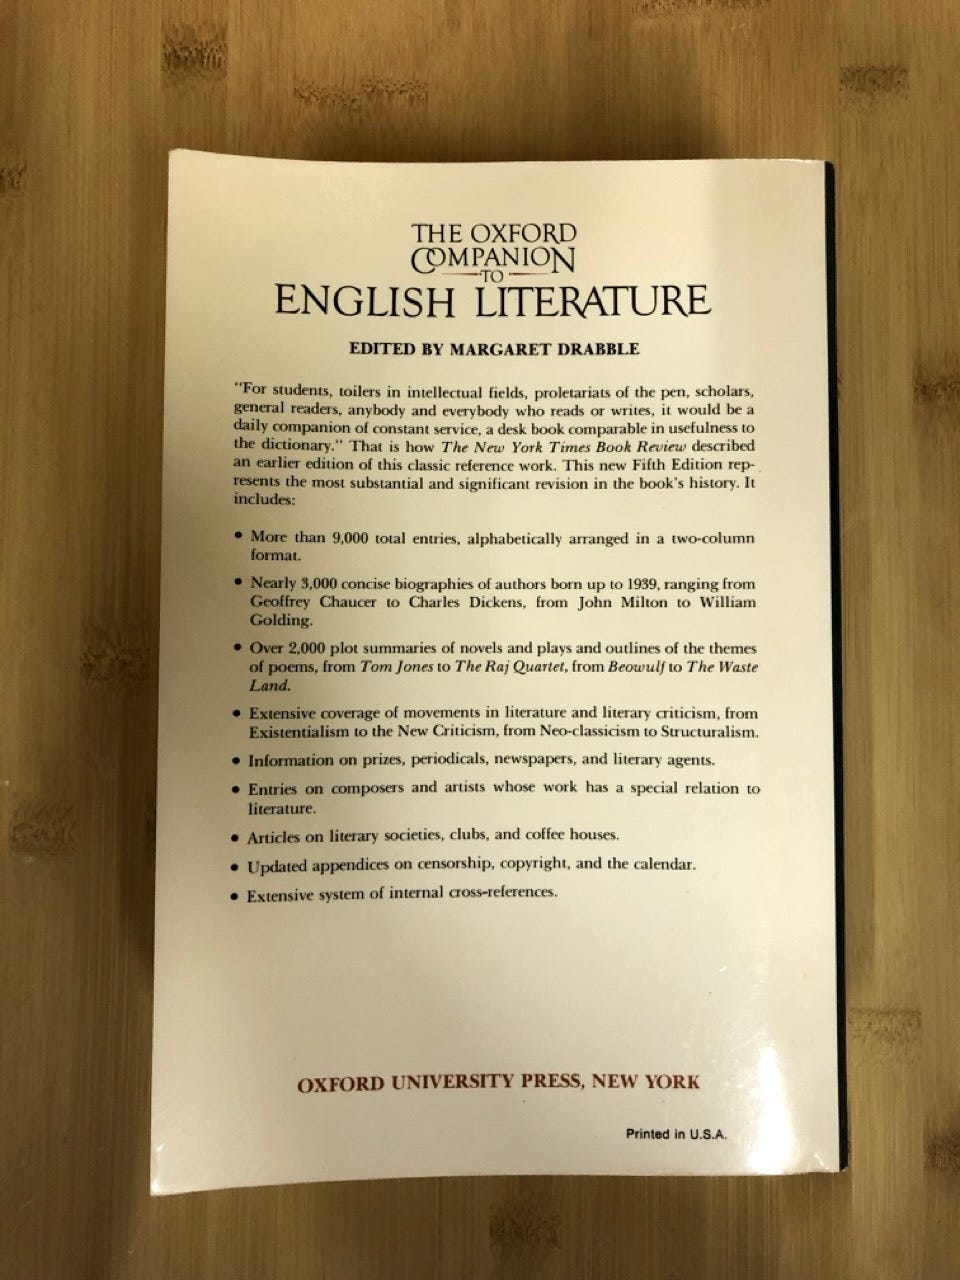 THE OXFORD
COMPANION
TO
ENGLISH LITERATURE
EDITED BY MARGARET DRABBLE
"For students, toilers in intellectual fields, proletariats of the pen, scholars,
general readers, anybody and everybody who reads or writes, it would be a
daily companion of constant service, a desk book comparable in usefulness to
the dictionary." That is how The New York Times Book Review described
an earlier edition of this classic reference work. This new Fifth Edition rep-
resents the most substantial and significant revision in the book's history. It
includes:
• More than 9,000 total entries, alphabetically arranged in a two-column
format.
• Nearly 3,000 concise biographies of authors born up to 1939, ranging from
Geoffrey Chaucer to Charles Dickens, from John Milton to William
Golding.
• Over 2,000 plot summaries of novels and plays and outlines of the themes
of poems, from Tom Jones to The Raj Quartet, from Beowulf to The Waste
Land.
• Extensive coverage of movements in literature and literary criticism, from
Existentialism to the New Criticism, from Neo-classicism to Structuralism.
• Information on prizes, periodicals, newspapers, and literary agents.
• Entries on composers and artists whose work has a special relation to
literature.
• Articles on literary societies, clubs, and coffee houses.
• Updated appendices on censorship, copyright, and the calendar.
• Extensive system of internal cross-references.
OXFORD UNIVERSITY PRESS, NEW YORK
Printed in U.S.A.